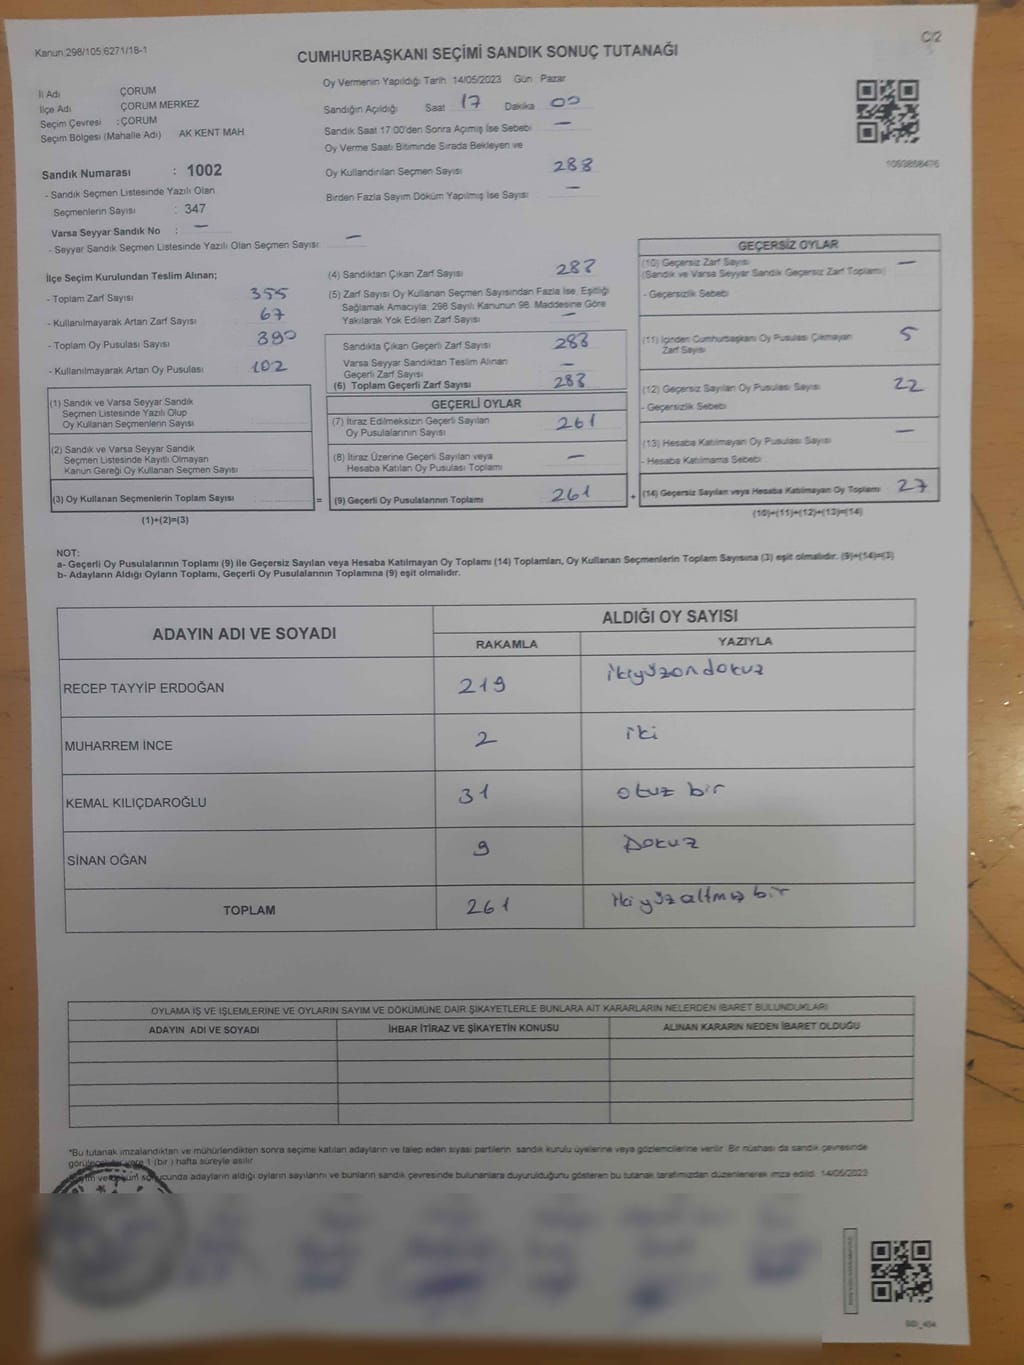 Kanun:298/105;6271/18-1
C/2
CUMHURBAŞKANI SEÇİMİ SANDIK SONUÇ TUTANAĞI
İl Adı ÇORUM
İlçe Adı ÇORUM MERKEZ
Seçim Çevresi : ÇORUM
Seçim Bölgesi (Mahalle Adı) AK KENT MAH
Sandık Numarası : 1002
- Sandık Seçmen Listesinde Yazılı Olan
Seçmenlerin Sayısı : 347
Varsa Seyyar Sandık No : —
- Seyyar Sandık Seçmen Listesinde Yazılı Olan Seçmen Sayısı: —
Oy Vermenin Yapıldığı Tarih 14/05/2023 Gün Pazar
Sandığın Açıldığı Saat 17 Dakika 00
Sandık Saat 17:00'den Sonra Açımış İse Sebebi —
Oy Verme Saati Bitiminde Sırada Bekleyen ve
Oy Kullandırılan Seçmen Sayısı 288
Birden Fazla Sayım Döküm Yapılmış İse Sayısı —
1059868476
İlçe Seçim Kurulundan Teslim Alınan;
- Toplam Zarf Sayısı 355
- Kullanılmayarak Artan Zarf Sayısı 67
- Toplam Oy Pusulası Sayısı 390
- Kullanılmayarak Artan Oy Pusulası 102
(1) Sandık ve Varsa Seyyar Sandık
Seçmen Listesinde Yazılı Olup
Oy Kullanan Seçmenlerin Sayısı
(2) Sandık ve Varsa Seyyar Sandık
Seçmen Listesinde Kayıtlı Olmayan
Kanun Gereği Oy Kullanan Seçmen Sayısı
(3) Oy Kullanan Seçmenlerin Toplam Sayısı =
(1)+(2)=(3)
(4) Sandıktan Çıkan Zarf Sayısı
(5) Zarf Sayısı Oy Kullanan Seçmen Sayısından Fazla İse, Eşitliği
Sağlamak Amacıyla; 298 Sayılı Kanunun 98. Maddesine Göre
Yakılarak Yok Edilen Zarf Sayısı —
Sandıkta Çıkan Geçerli Zarf Sayısı 283
Varsa Seyyar Sandıktan Teslim Alınan
Geçerli Zarf Sayısı —
(6) Toplam Geçerli Zarf Sayısı 283
GEÇERLİ OYLAR
(7) İtiraz Edilmeksizin Geçerli Sayılan
Oy Pusulalarının Sayısı 261
(8) İtiraz Üzerine Geçerli Sayılan veya
Hesaba Katılan Oy Pusulası Toplamı —
(9) Geçerli Oy Pusulalarının Toplamı 261 +
GEÇERSİZ OYLAR
(10) Geçersiz Zarf Sayısı —
(Sandık ve Varsa Seyyar Sandık Geçersiz Zarf Toplamı)
- Geçersizlik Sebebi
(11) İçinden Cumhurbaşkanı Oy Pusulası Çıkmayan
Zarf Sayısı 5
(12) Geçersiz Sayılan Oy Pusulası Sayısı 22
- Geçersizlik Sebebi
(13) Hesaba Katılmayan Oy Pusulası Sayısı —
- Hesaba Katılmama Sebebi
(14) Geçersiz Sayılan veya Hesaba Katılmayan Oy Toplamı 27
(10)+(11)+(12)+(13)=(14)
NOT:
a- Geçerli Oy Pusulalarının Toplamı (9) ile Geçersiz Sayılan veya Hesaba Katılmayan Oy Toplamı (14) Toplamları, Oy Kullanan Seçmenlerin Toplam Sayısına (3) eşit olmalıdır. (9)+(14)=(3)
b- Adayların Aldığı Oyların Toplamı, Geçerli Oy Pusulalarının Toplamına (9) eşit olmalıdır.
ADAYIN ADI VE SOYADI ALDIĞI OY SAYISI
RAKAMLA YAZIYLA
RECEP TAYYİP ERDOĞAN 219 ikiyüzondokuz
MUHARREM İNCE 2 iki
KEMAL KILIÇDAROĞLU 31 otuz bir
SİNAN OĞAN 9 Dokuz
TOPLAM 261 iki yüz altmış bir
OYLAMA İŞ VE İŞLEMLERİNE VE OYLARIN SAYIM VE DÖKÜMÜNE DAİR ŞİKAYETLERLE BUNLARA AİT KARARLARIN NELERDEN İBARET BULUNDUKLARI
ADAYIN ADI VE SOYADI İHBAR İTİRAZ VE ŞİKAYETİN KONUSU ALINAN KARARIN NEDEN İBARET OLDUĞU
*Bu tutanak imzalandıktan ve mühürlendikten sonra seçime katılan adayların ve talep eden siyasi partilerin sandık kurulu üyelerine veya gözlemcilerine verilir. Bir nüshası da sandık çevresinde
1 (bir) hafta süreyle asılır
sonucunda adayların aldığı oyların sayılarını ve bunların sandık çevresinde bulunanlara duyurulduğunu gösteren bu tutanak tarafımızdan düzenlenerek imza edildi. 14/05/2023